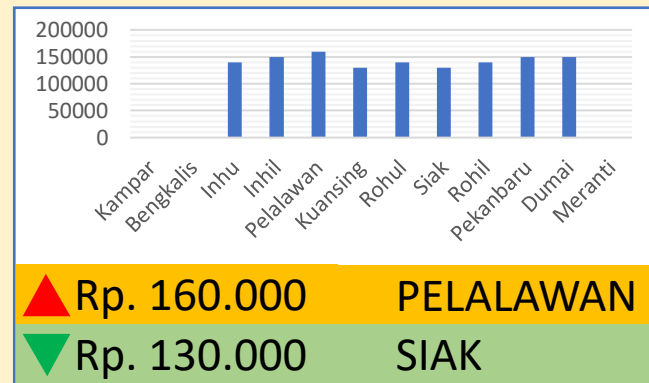 200000
150000
100000
50000
0
Kampar
Bengkalis
Inhu
Inhil
Pelalawan
Kuansing
Rohul
Siak
Rohil
Pekanbaru
Dumai
Meranti
Rp. 160.000 PELALAWAN
Rp. 130.000 SIAK